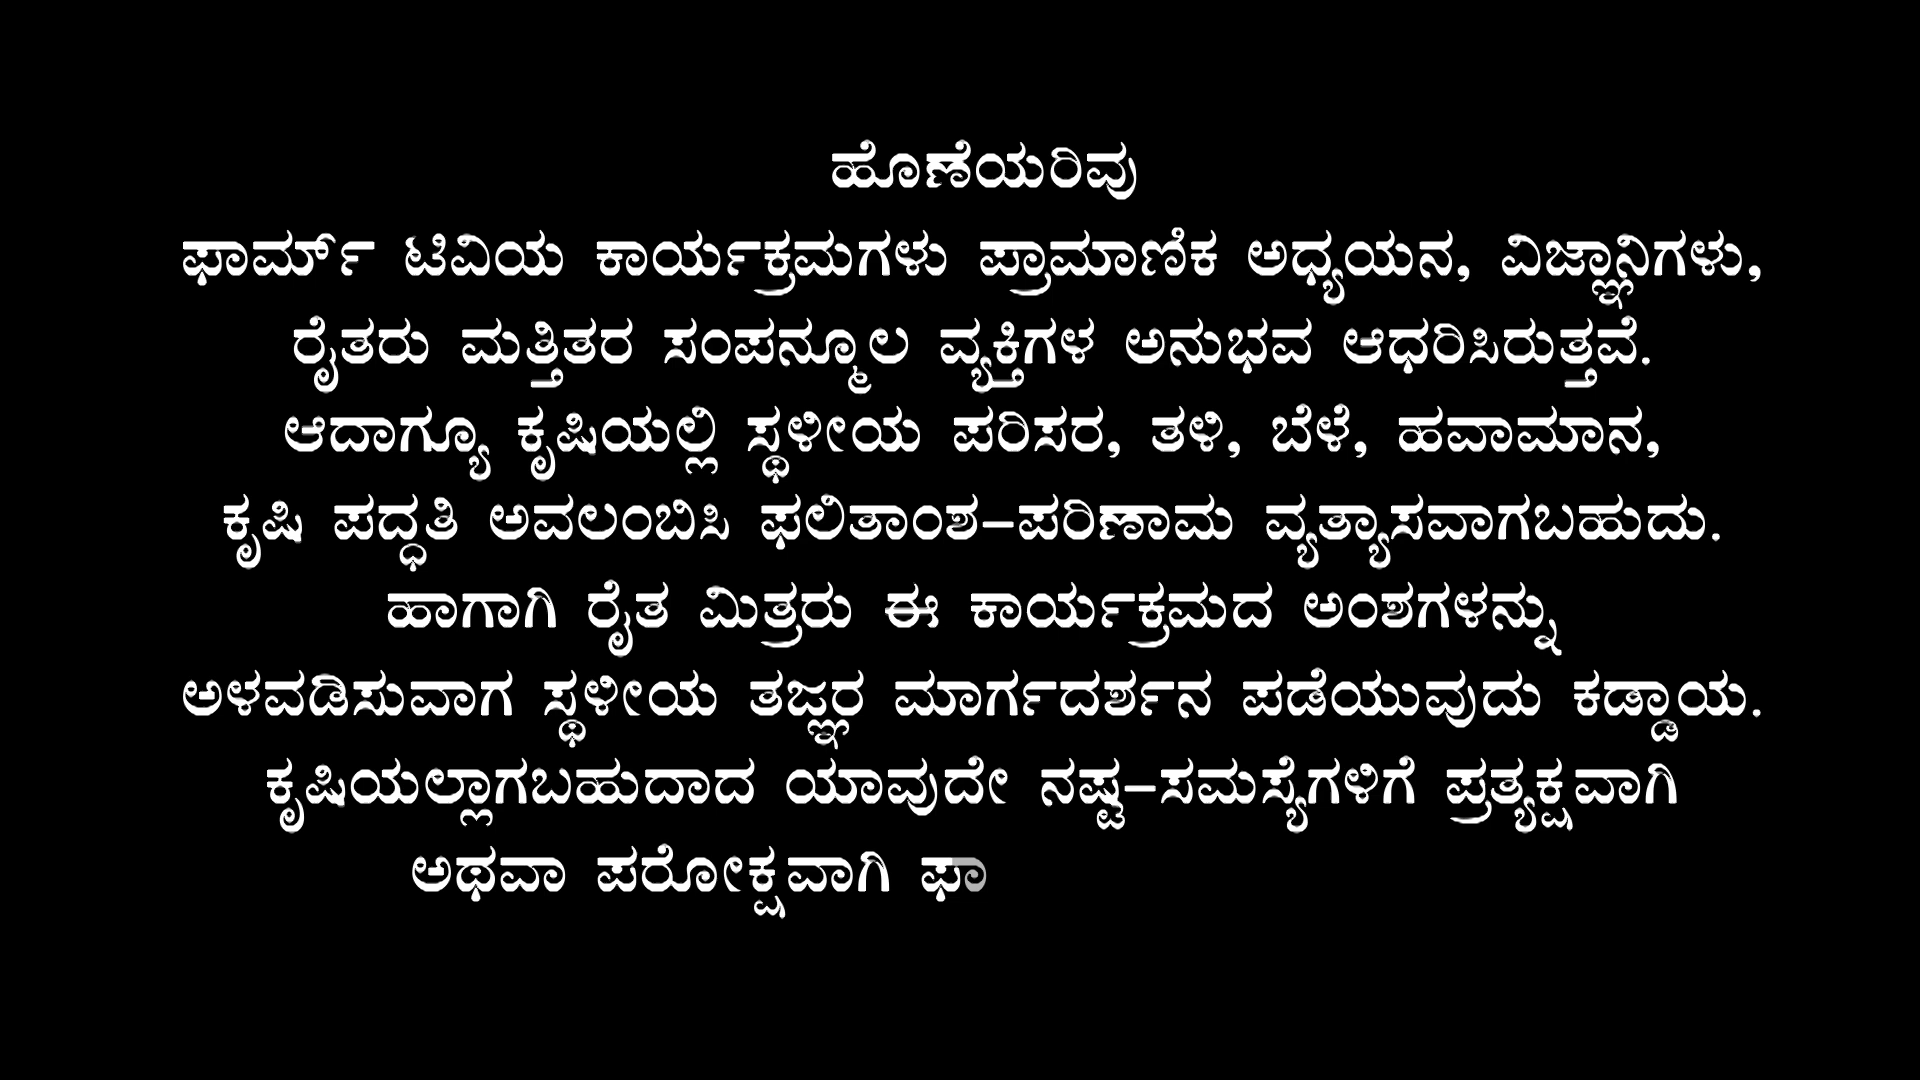 ಹೊಣೆಯರಿವು
ಫಾರ್ಮ್ ಟಿವಿಯ ಕಾರ್ಯಕ್ರಮಗಳು ಪ್ರಾಮಾಣಿಕ ಅಧ್ಯಯನ, ವಿಜ್ಞಾನಿಗಳು,
ರೈತರು ಮತ್ತಿತರ ಸಂಪನ್ಮೂಲ ವ್ಯಕ್ತಿಗಳ ಅನುಭವ ಆಧರಿಸಿರುತ್ತವೆ.
ಆದಾಗ್ಯೂ ಕೃಷಿಯಲ್ಲಿ ಸ್ಥಳೀಯ ಪರಿಸರ, ತಳಿ, ಬೆಳೆ, ಹವಾಮಾನ,
ಕೃಷಿ ಪದ್ಧತಿ ಅವಲಂಬಿಸಿ ಫಲಿತಾಂಶ-ಪರಿಣಾಮ ವ್ಯತ್ಯಾಸವಾಗಬಹುದು.
ಹಾಗಾಗಿ ರೈತ ಮಿತ್ರರು ಈ ಕಾರ್ಯಕ್ರಮದ ಅಂಶಗಳನ್ನು
ಅಳವಡಿಸುವಾಗ ಸ್ಥಳೀಯ ತಜ್ಞರ ಮಾರ್ಗದರ್ಶನ ಪಡೆಯುವುದು ಕಡ್ಡಾಯ.
ಕೃಷಿಯಲ್ಲಾಗಬಹುದಾದ ಯಾವುದೇ ನಷ್ಟ-ಸಮಸ್ಯೆಗಳಿಗೆ ಪ್ರತ್ಯಕ್ಷವಾಗಿ
ಅಥವಾ ಪರೋಕ್ಷವಾಗಿ ಫಾ